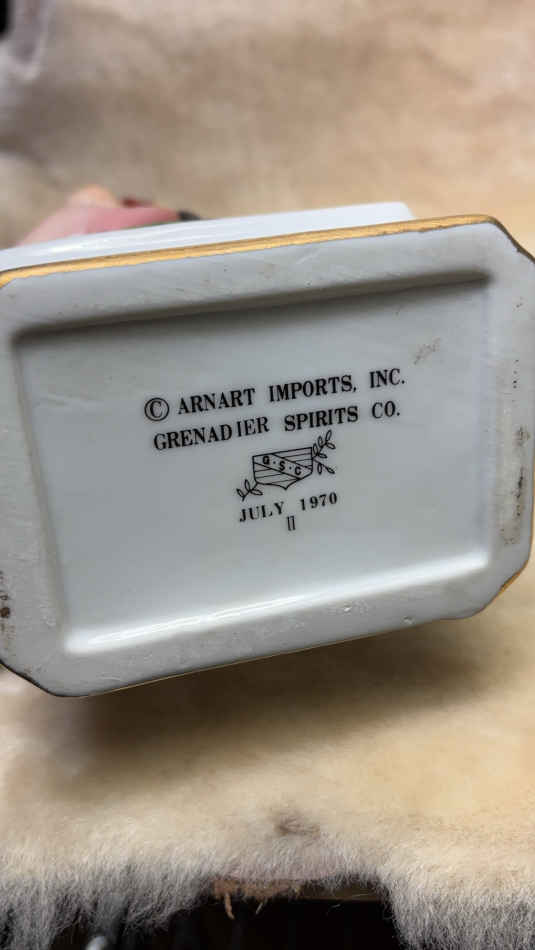 © ARNART IMPORTS, INC.
GRENADIER SPIRITS CO.
G·S·C
JULY 1970
II